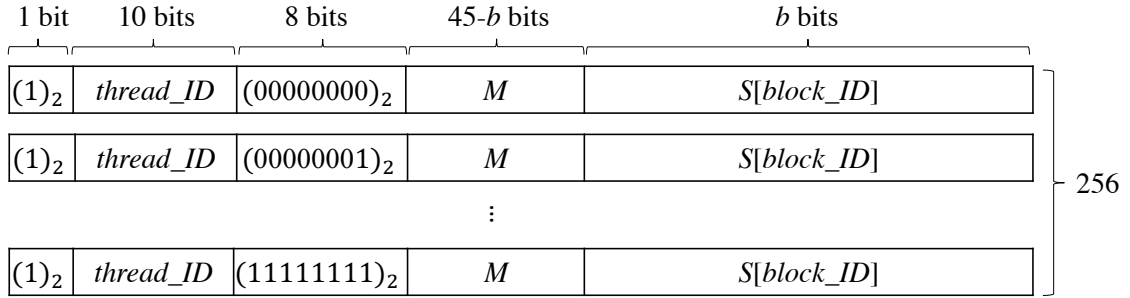 1 bit 10 bits 8 bits 45-b bits b bits
(1)₂ thread_ID (00000000)₂ M S[block_ID]
(1)₂ thread_ID (00000001)₂ M S[block_ID]
⋮
256
(1)₂ thread_ID (11111111)₂ M S[block_ID]